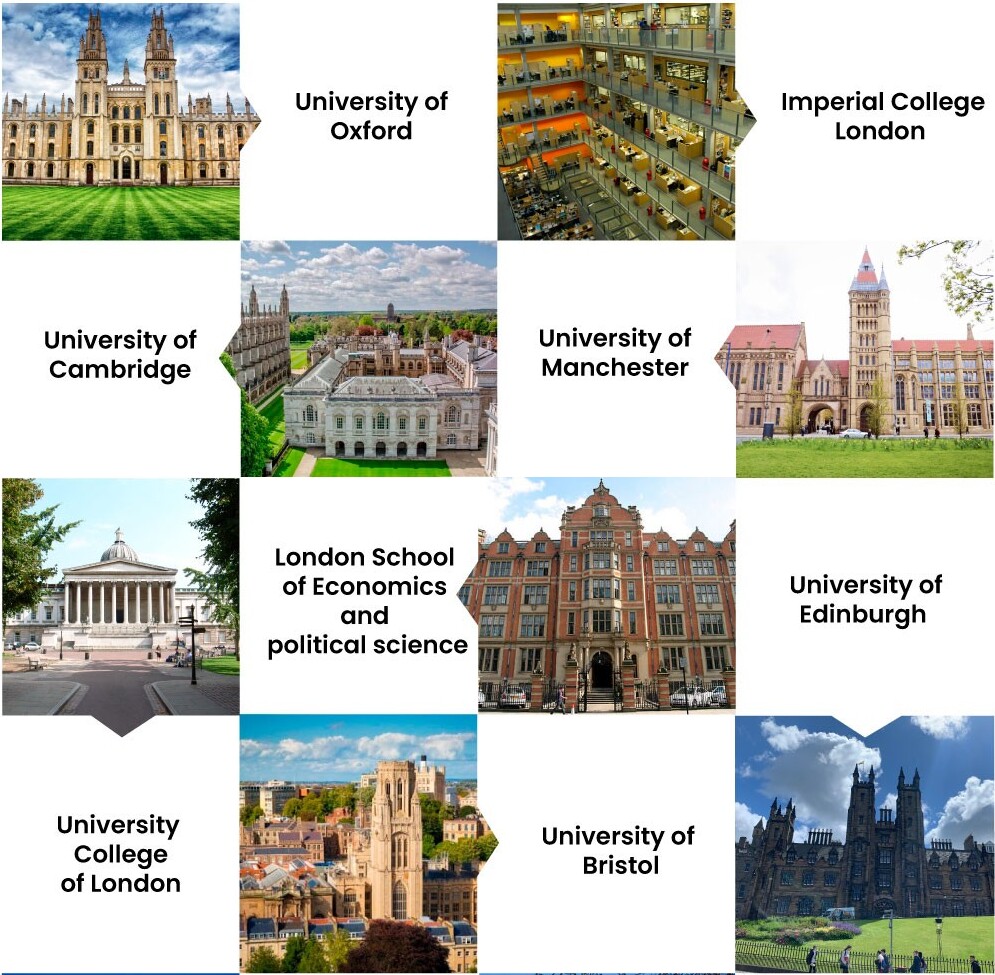 University of
Oxford
Imperial College
London
University of
Cambridge
University of
Manchester
London School
of Economics
and
political science
University of
Edinburgh
University
College
of London
University of
Bristol